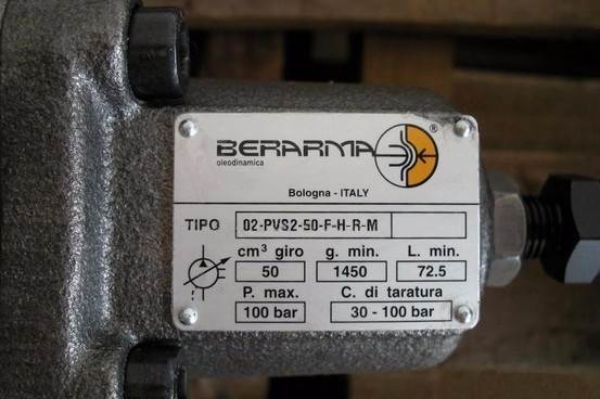 BERARMA ®
oleodinamica
Bologna - ITALY
TIPO 02-PVS2-50-F-H-R-M
cm³ giro g. min. L. min.
50 1450 72.5
P. max. C. di taratura
100 bar 30 - 100 bar